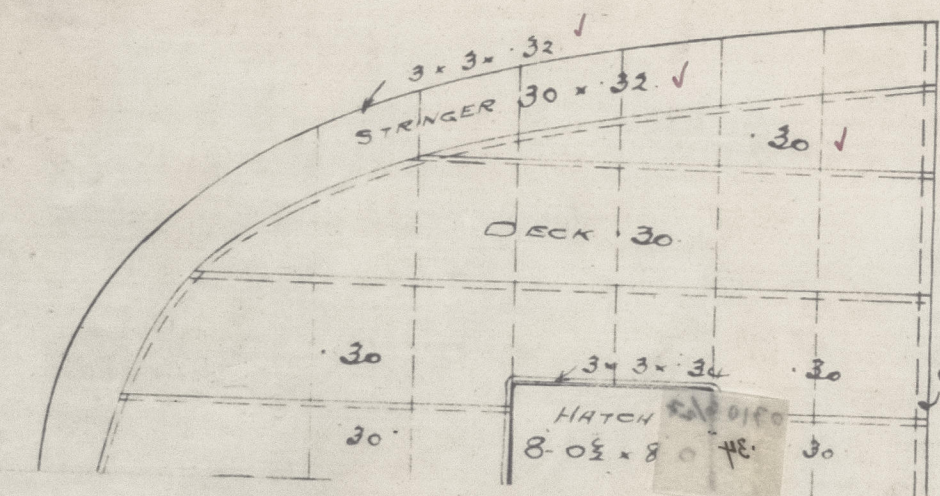 3 x 3 x .32 ✓
STRINGER 30 x .32. ✓
.30 ✓
DECK .30.
.30
3 x 3 x .34
.30
HATCH
30.
8-0½ x 8
.34
30